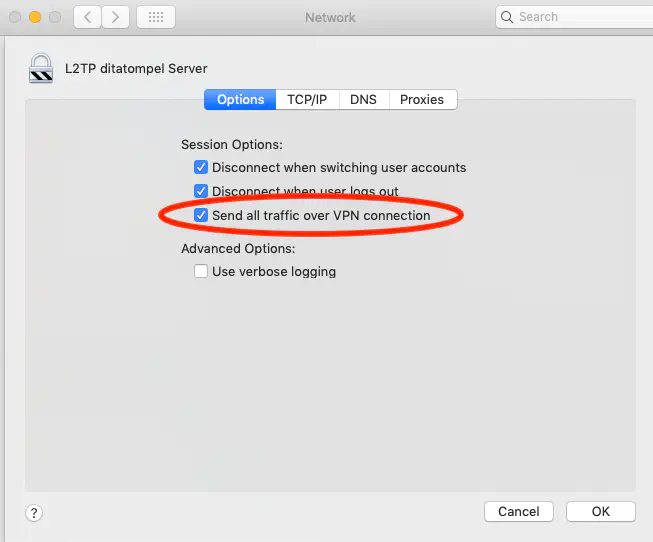 Network
Search
L2TP ditatompel Server
Options TCP/IP DNS Proxies
Session Options:
Disconnect when switching user accounts
Disconnect when user logs out
Send all traffic over VPN connection
Advanced Options:
Use verbose logging
?
Cancel OK